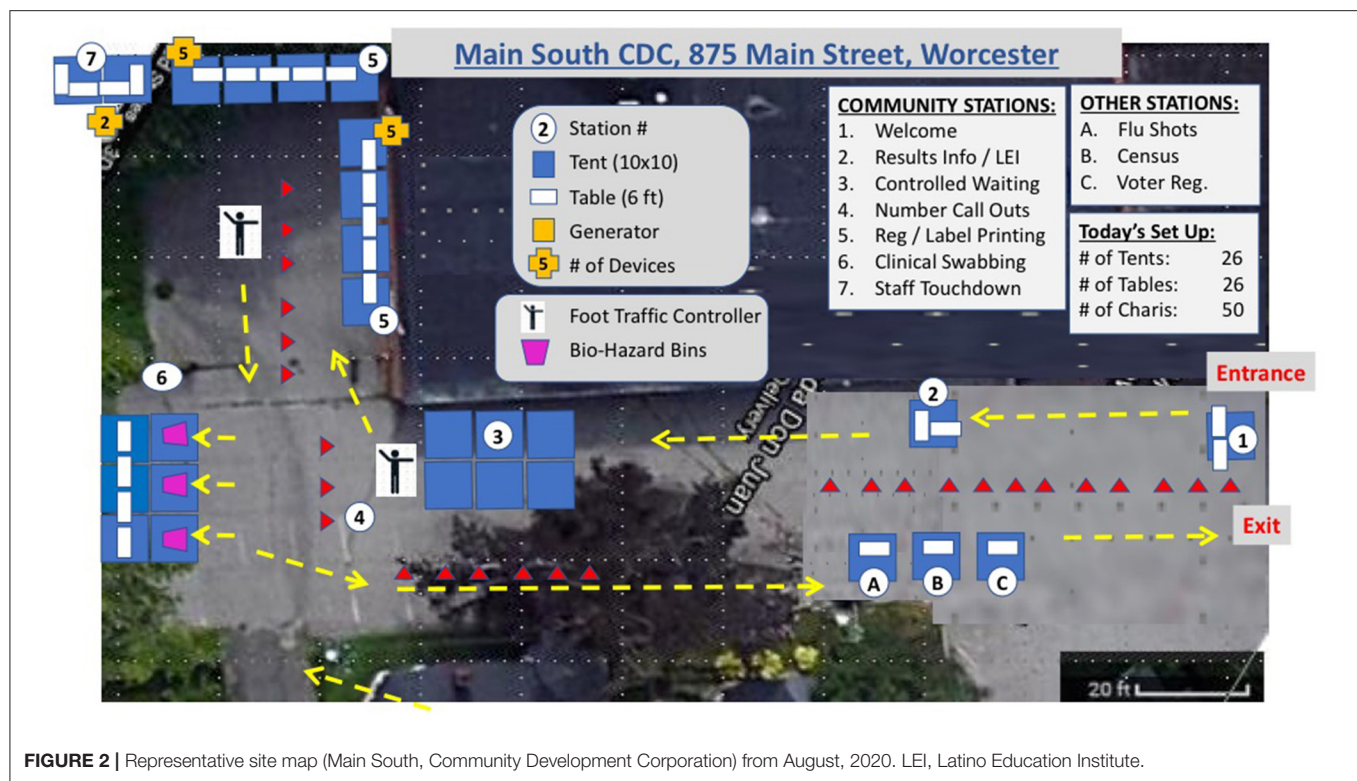 Main South CDC, 875 Main Street, Worcester
7
5
5
2
5
5
2 Station #
Tent (10x10)
Table (6 ft)
Generator
5 # of Devices
Foot Traffic Controller
Bio-Hazard Bins
COMMUNITY STATIONS:
1. Welcome
2. Results Info / LEI
3. Controlled Waiting
4. Number Call Outs
5. Reg / Label Printing
6. Clinical Swabbing
7. Staff Touchdown
OTHER STATIONS:
A. Flu Shots
B. Census
C. Voter Reg.
Today's Set Up:
# of Tents: 26
# of Tables: 26
# of Charis: 50
Entrance
6
2
1
3
4
da Don Juan
Delivery
Exit
A
B
C
20 ft
FIGURE 2 | Representative site map (Main South, Community Development Corporation) from August, 2020. LEI, Latino Education Institute.